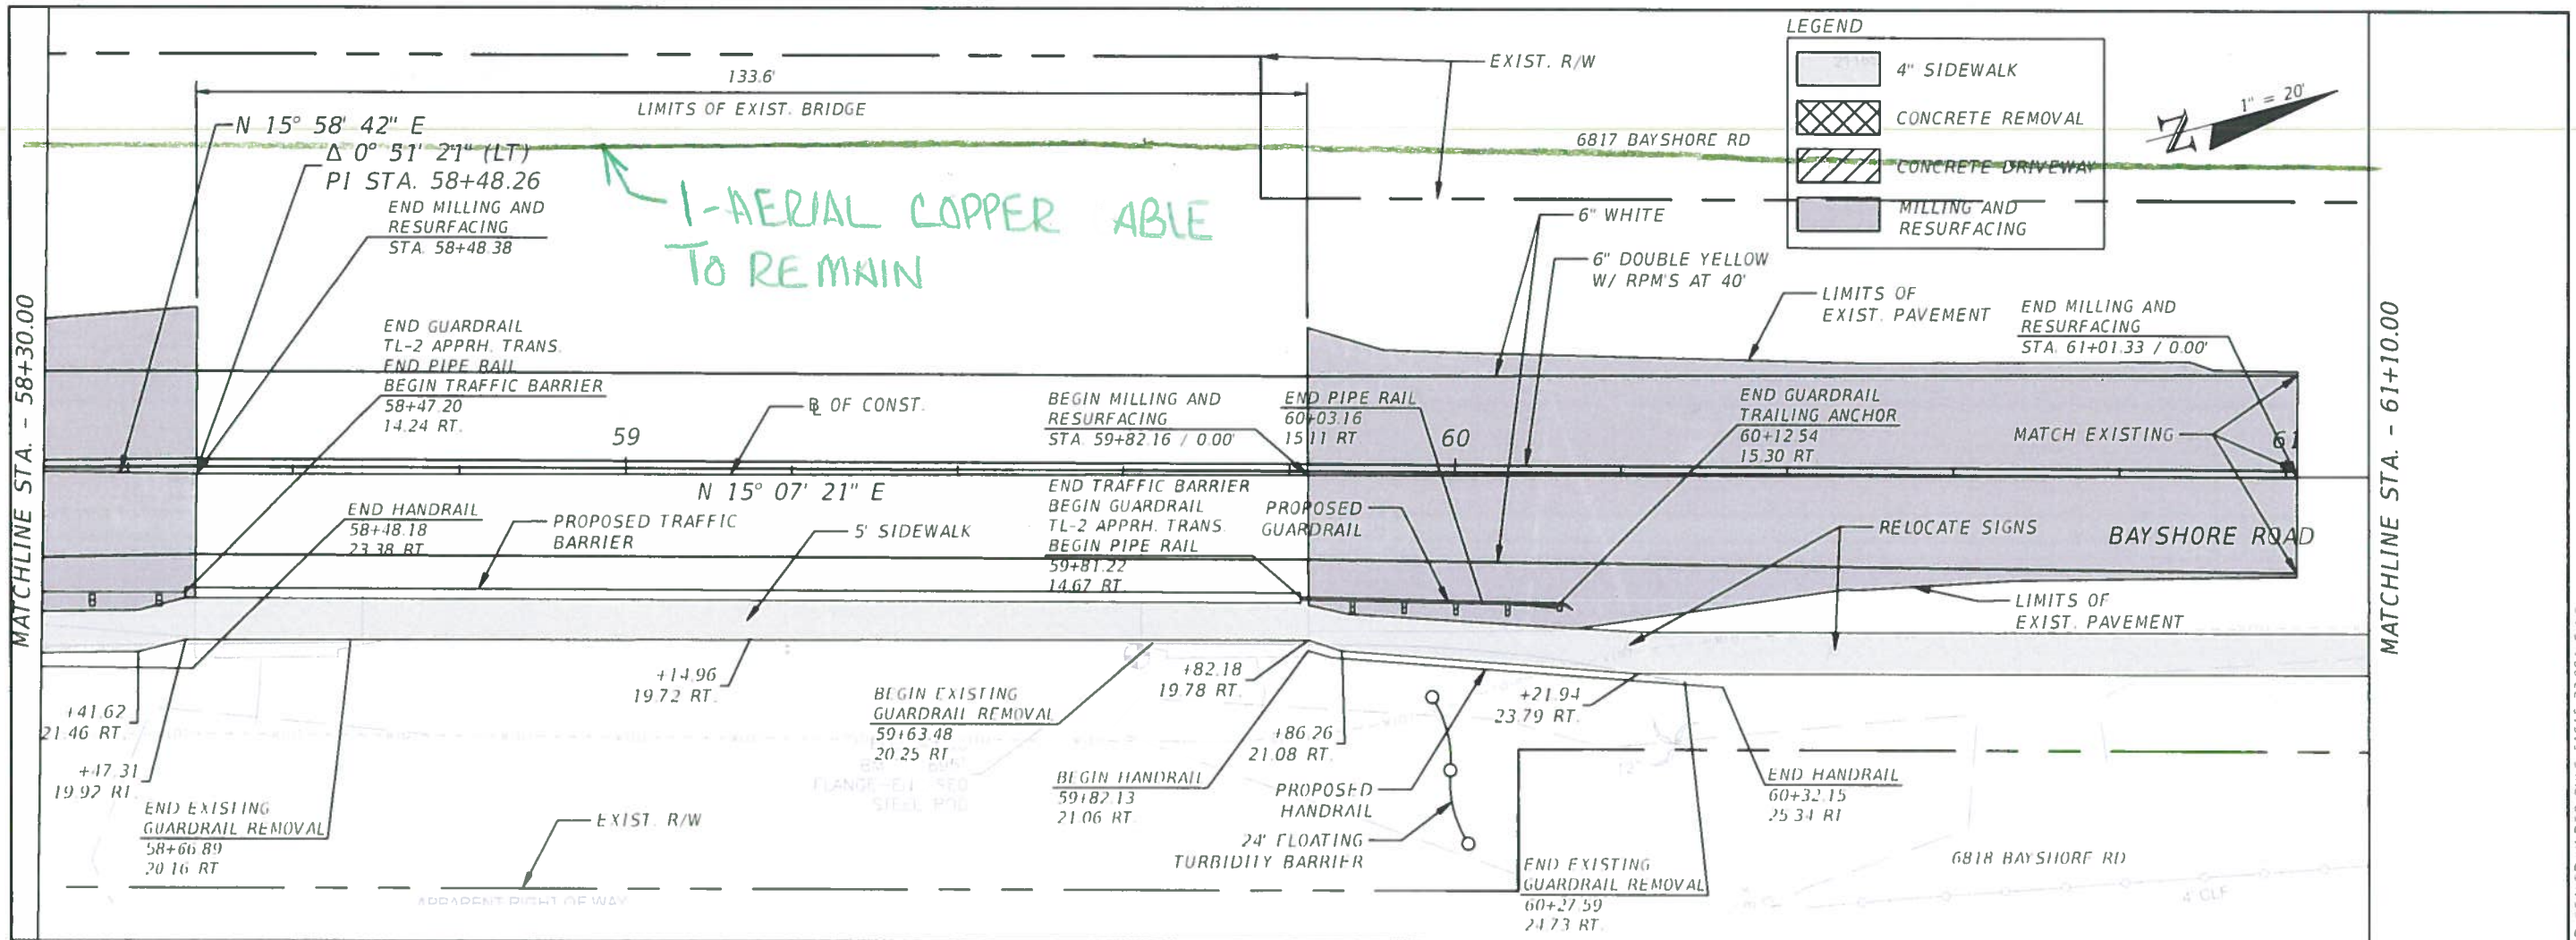 LEGEND
4" SIDEWALK
CONCRETE REMOVAL
CONCRETE DRIVEWAY
MILLING AND
RESURFACING
1" = 20'
N
EXIST. R/W
133.6'
LIMITS OF EXIST. BRIDGE
N 15° 58' 42" E
Δ 0° 51' 21" (LT)
PI STA. 58+48.26
END MILLING AND
RESURFACING
STA. 58+48.38
1-AERIAL COPPER ABLE
TO REMAIN
6817 BAYSHORE RD
6" WHITE
6" DOUBLE YELLOW
W/ RPM'S AT 40'
LIMITS OF
EXIST. PAVEMENT
END MILLING AND
RESURFACING
STA. 61+01.33 / 0.00'
MATCHLINE STA. - 58+30.00
MATCHLINE STA. - 61+10.00
END GUARDRAIL
TL-2 APPRH. TRANS.
END PIPE RAIL
BEGIN TRAFFIC BARRIER
58+47.20
14.24 RT.
59
℄ OF CONST.
BEGIN MILLING AND
RESURFACING
STA. 59+82.16 / 0.00'
END PIPE RAIL
60+03.16
15.11 RT.
60
END GUARDRAIL
TRAILING ANCHOR
60+12.54
15.30 RT.
MATCH EXISTING
61
N 15° 07' 21" E
END HANDRAIL
58+48.18
23.38 RT.
PROPOSED TRAFFIC
BARRIER
5' SIDEWALK
END TRAFFIC BARRIER
BEGIN GUARDRAIL
TL-2 APPRH. TRANS.
BEGIN PIPE RAIL
59+81.22
14.67 RT.
PROPOSED
GUARDRAIL
RELOCATE SIGNS
BAYSHORE ROAD
LIMITS OF
EXIST. PAVEMENT
+41.62
21.46 RT.
+47.31
19.92 RT.
END EXISTING
GUARDRAIL REMOVAL
58+66.89
20.16 RT
+14.96
19.72 RT.
BEGIN EXISTING
GUARDRAIL REMOVAL
59+63.48
20.25 RT
+82.18
19.78 RT.
+86.26
21.08 RT.
BEGIN HANDRAIL
59+82.13
21.06 RT.
PROPOSED
HANDRAIL
24' FLOATING
TURBIDITY BARRIER
+21.94
23.79 RT.
END HANDRAIL
60+32.15
25.34 RT
END EXISTING
GUARDRAIL REMOVAL
60+27.59
24.73 RT.
EXIST. R/W
6818 BAYSHORE RD
4' CLF
APPARENT RIGHT OF WAY
12"
STEEL ROD